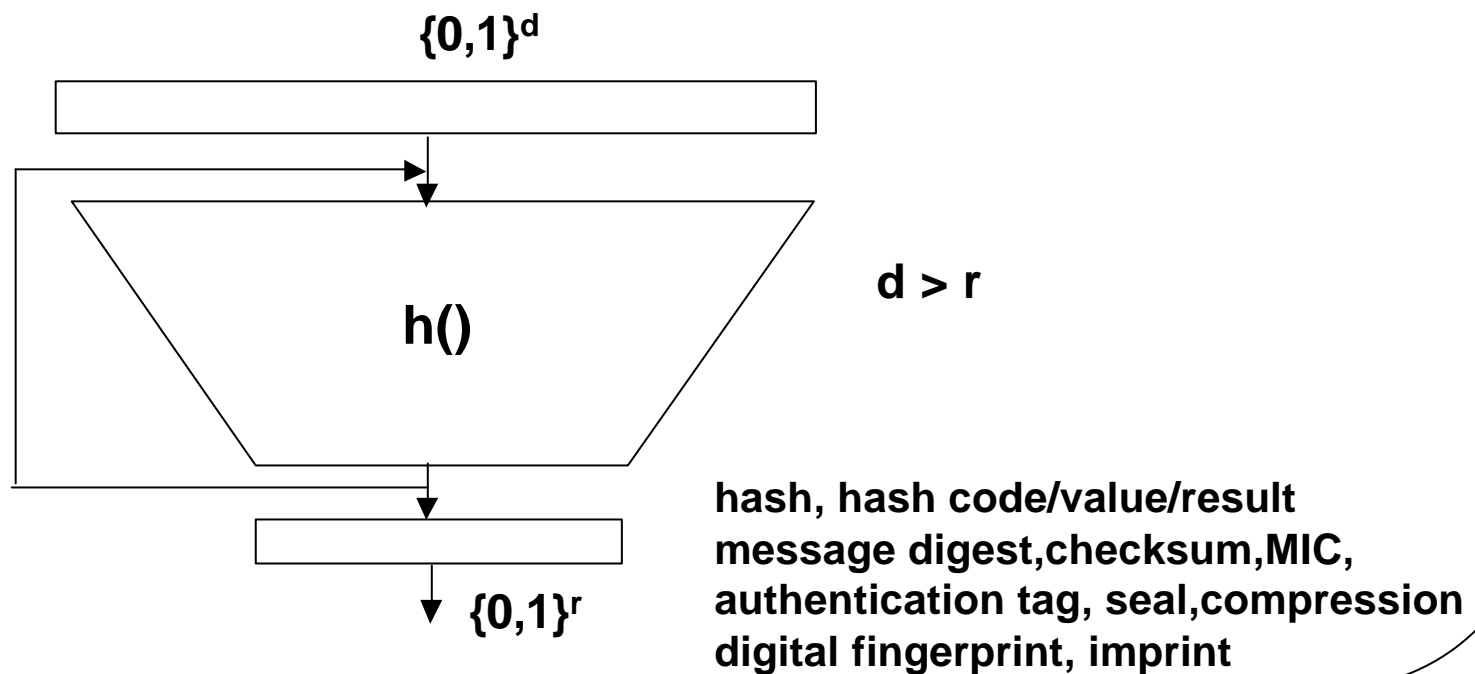 {0,1}ᵈ
d > r
h()
hash, hash code/value/result
message digest,checksum,MIC,
authentication tag, seal,compression
digital fingerprint, imprint
{0,1}ʳ